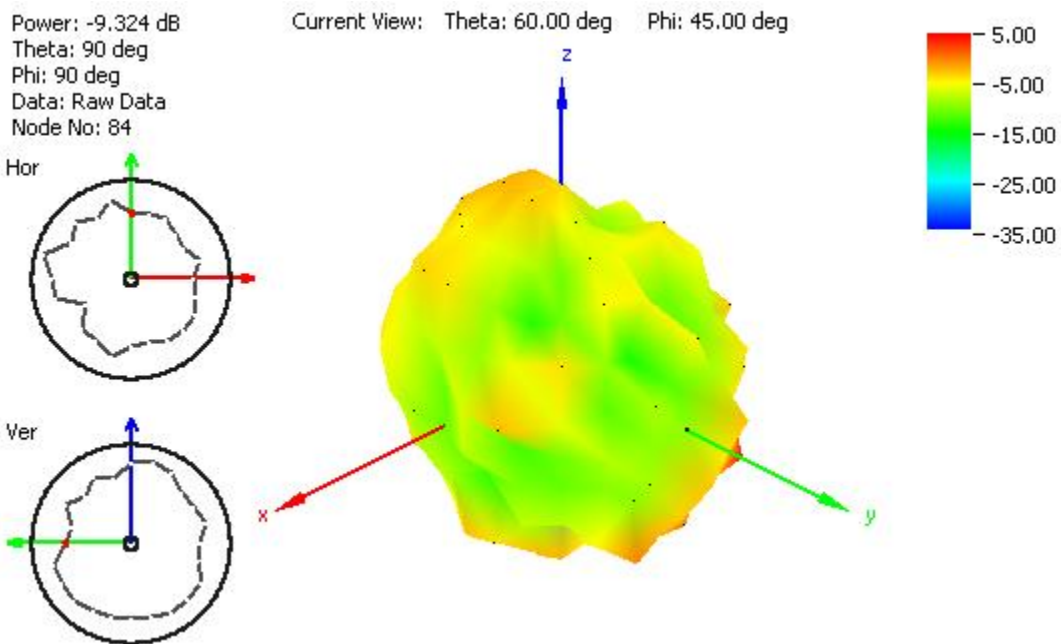 Power: -9.324 dB
Theta: 90 deg
Phi: 90 deg
Data: Raw Data
Node No: 84
Current View: Theta: 60.00 deg Phi: 45.00 deg
Hor
Ver
z
x
y
5.00
-5.00
-15.00
-25.00
-35.00